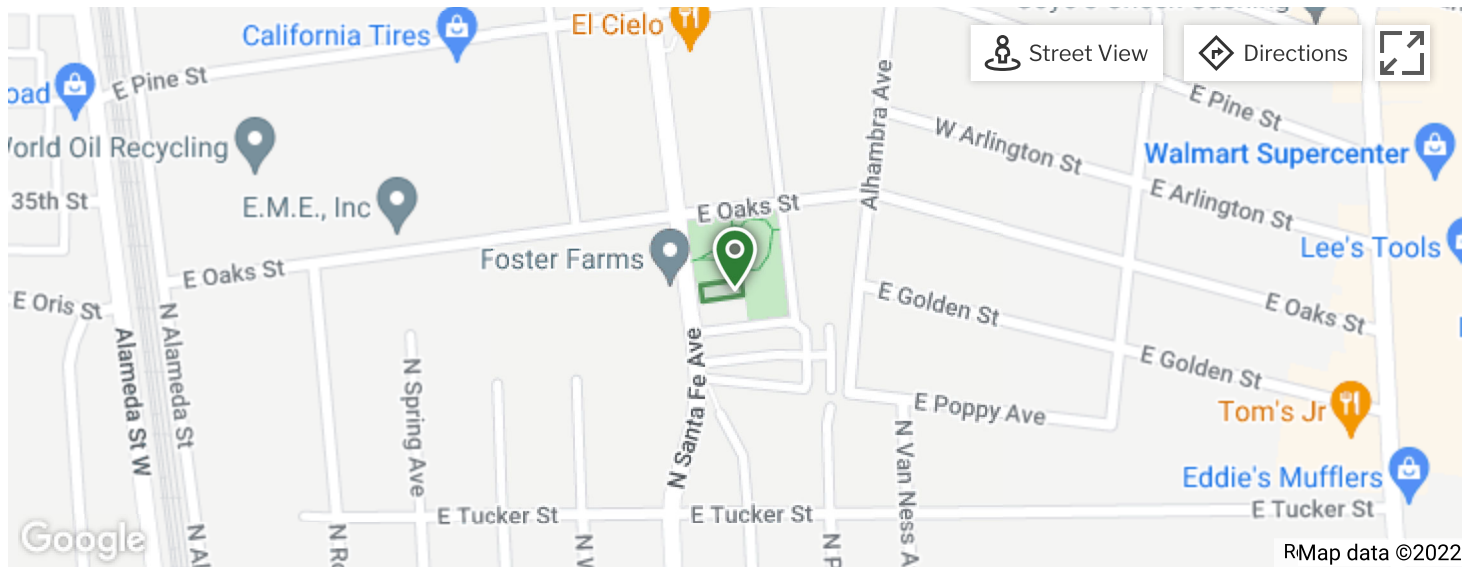 California Tires
El Cielo
Street View
Directions
E Pine St
oad
Alhambra Ave
E Pine St
W Arlington St
Walmart Supercenter
World Oil Recycling
35th St
E.M.E., Inc
E Oaks St
E Arlington St
Lee's Tools
Foster Farms
E Oaks St
E Oris St
E Golden St
E Oaks St
N Alameda St
Alameda St W
N Spring Ave
N Santa Fe Ave
E Golden St
E Poppy Ave
Tom's Jr
N Van Ness A
Eddie's Mufflers
E Tucker St
E Tucker St
E Tucker St
Google
N Al
N Ro
N W
N P
Map data ©2022